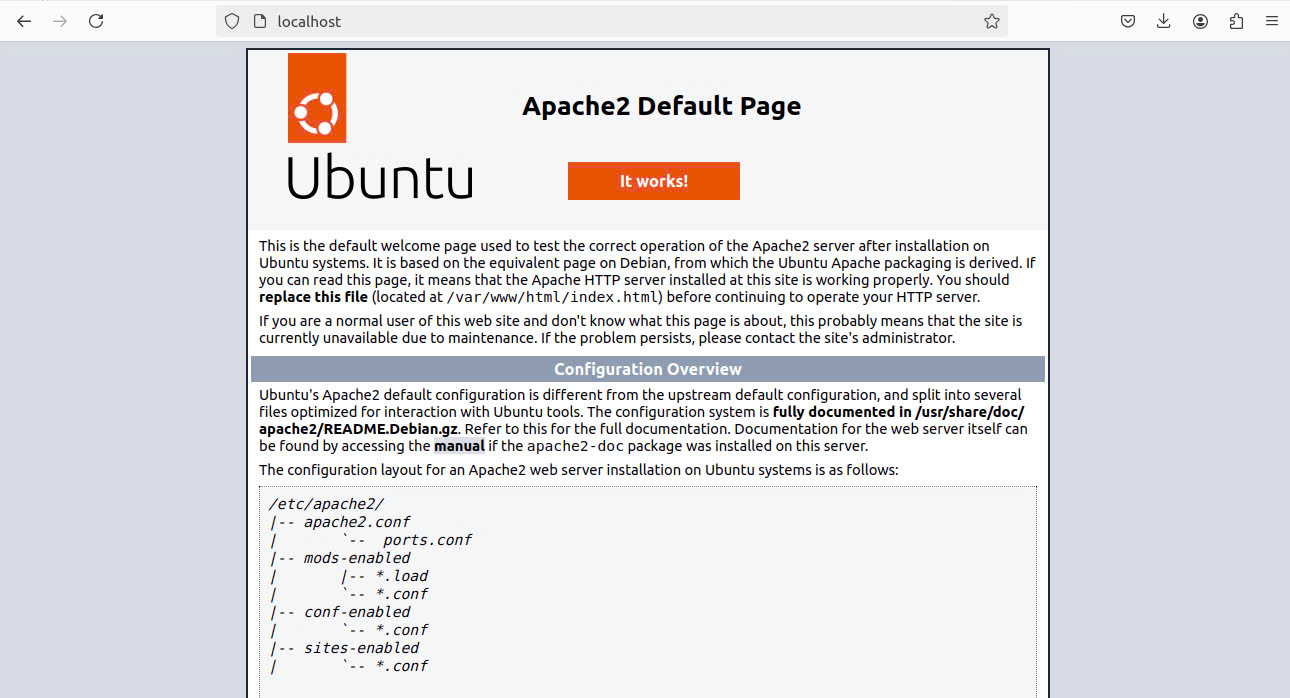 localhost
Apache2 Default Page
Ubuntu
It works!
This is the default welcome page used to test the correct operation of the Apache2 server after installation on
Ubuntu systems. It is based on the equivalent page on Debian, from which the Ubuntu Apache packaging is derived. If
you can read this page, it means that the Apache HTTP server installed at this site is working properly. You should
replace this file (located at /var/www/html/index.html) before continuing to operate your HTTP server.
If you are a normal user of this web site and don't know what this page is about, this probably means that the site is
currently unavailable due to maintenance. If the problem persists, please contact the site's administrator.
Configuration Overview
Ubuntu's Apache2 default configuration is different from the upstream default configuration, and split into several
files optimized for interaction with Ubuntu tools. The configuration system is fully documented in /usr/share/doc/
apache2/README.Debian.gz. Refer to this for the full documentation. Documentation for the web server itself can
be found by accessing the manual if the apache2-doc package was installed on this server.
The configuration layout for an Apache2 web server installation on Ubuntu systems is as follows:
/etc/apache2/
|-- apache2.conf
|       `--  ports.conf
|-- mods-enabled
|       |-- *.load
|       `-- *.conf
|-- conf-enabled
|       `-- *.conf
|-- sites-enabled
|       `-- *.conf